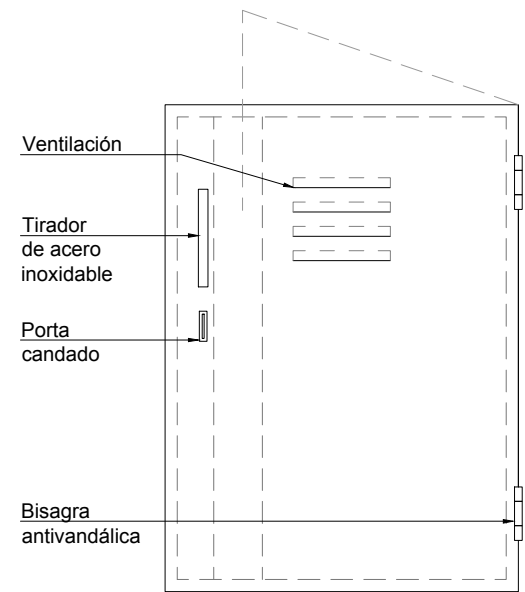 Ventilación
Tirador
de acero
inoxidable
Porta
candado
Bisagra
antivandálica